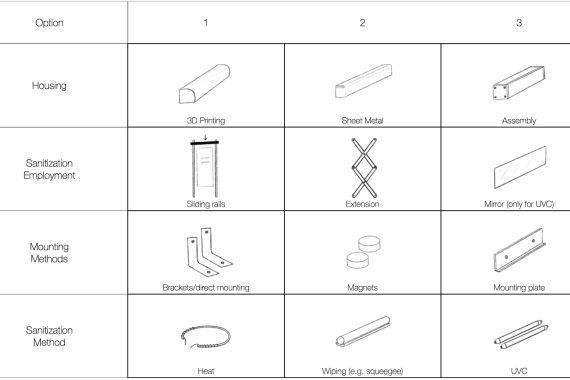 Option
1
2
3
Housing
3D Printing
Sheet Metal
Assembly
Sanitization
Employment
Sliding rails
Extension
Mirror (only for UVC)
Mounting
Methods
Brackets/direct mounting
Magnets
Mounting plate
Sanitization
Method
Heat
Wiping (e.g. squeegee)
UVC